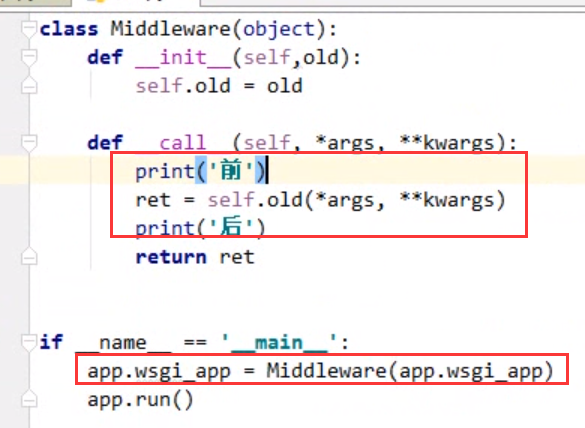 class Middleware(object):
    def __init__(self,old):
        self.old = old
    def __call__(self, *args, **kwargs):
        print('前')
        ret = self.old(*args, **kwargs)
        print('后')
        return ret
if __name__ == '__main__':
    app.wsgi_app = Middleware(app.wsgi_app)
    app.run()